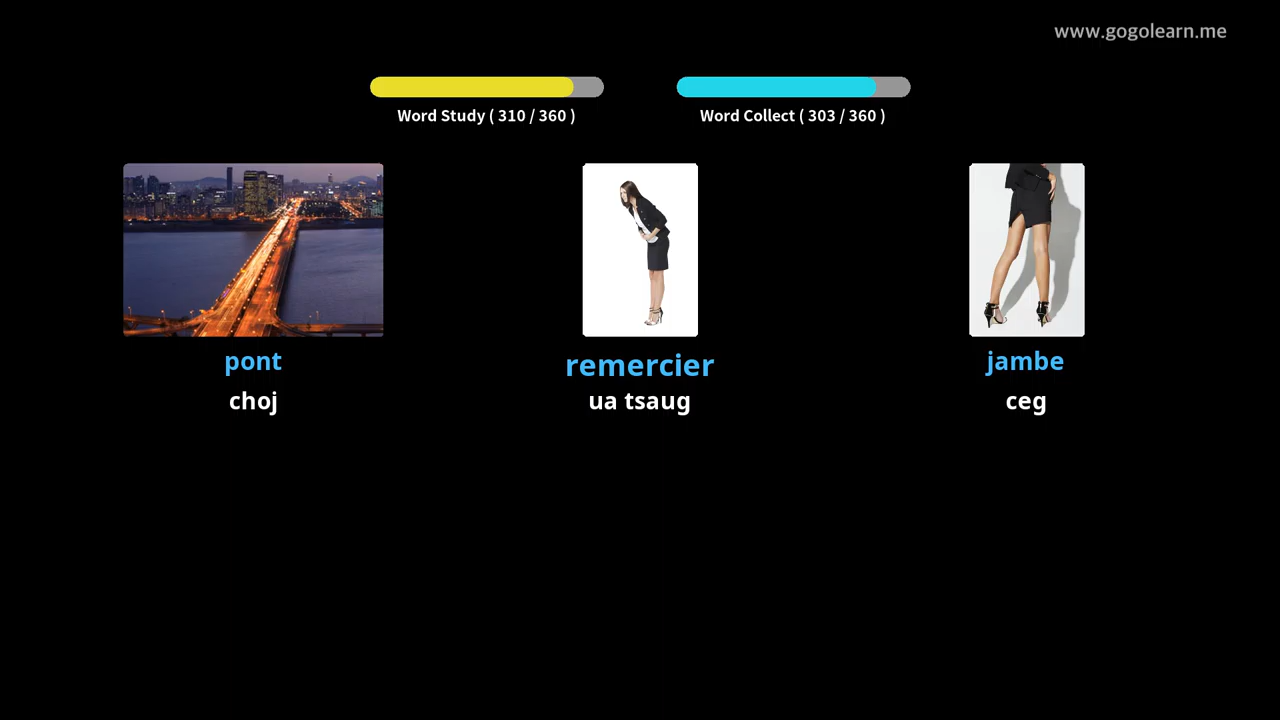 www.gogolearn.me
Word Study ( 310 / 360 )
Word Collect ( 303 / 360 )
pont
remercier
jambe
choj
ua tsaug
ceg